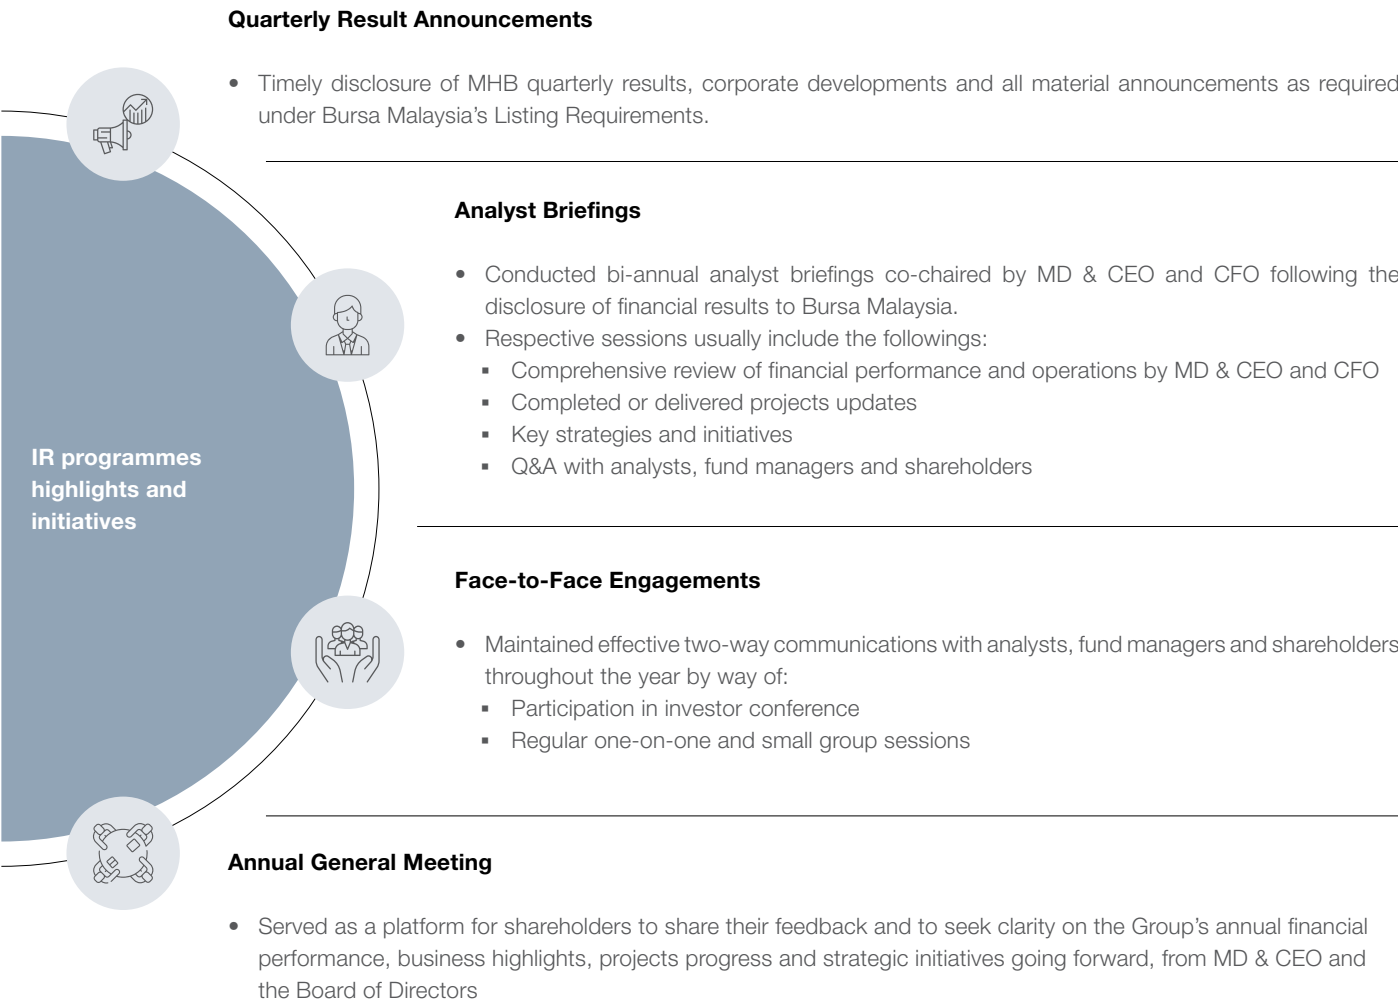 Quarterly Result Announcements
• Timely disclosure of MHB quarterly results, corporate developments and all material announcements as required
under Bursa Malaysia’s Listing Requirements.
Analyst Briefings
• Conducted bi-annual analyst briefings co-chaired by MD & CEO and CFO following the
disclosure of financial results to Bursa Malaysia.
• Respective sessions usually include the followings:
▪ Comprehensive review of financial performance and operations by MD & CEO and CFO
▪ Completed or delivered projects updates
▪ Key strategies and initiatives
▪ Q&A with analysts, fund managers and shareholders
IR programmes
highlights and
initiatives
Face-to-Face Engagements
• Maintained effective two-way communications with analysts, fund managers and shareholders
throughout the year by way of:
▪ Participation in investor conference
▪ Regular one-on-one and small group sessions
Annual General Meeting
• Served as a platform for shareholders to share their feedback and to seek clarity on the Group’s annual financial
performance, business highlights, projects progress and strategic initiatives going forward, from MD & CEO and
the Board of Directors